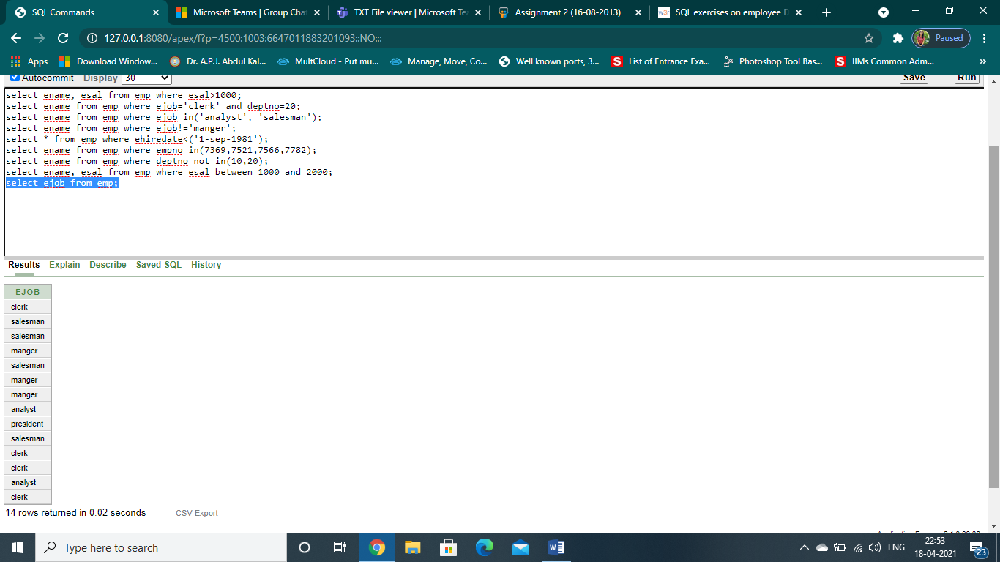 SQL Commands
Microsoft Teams | Group Chat
TXT File viewer | Microsoft Te
Assignment 2 (16-08-2013)
SQL exercises on employee D
127.0.0.1:8080/apex/f?p=4500:1003:6647011883201093::NO:::
Paused
Apps
Download Window...
Dr. A.P.J. Abdul Kal...
MultCloud - Put mu...
Manage, Move, Co...
Well known ports, 3...
List of Entrance Exa...
Photoshop Tool Bas...
IIMs Common Adm...
»
Autocommit Display 30
Save
Run
select ename, esal from emp where esal>1000;
select ename from emp where ejob='clerk' and deptno=20;
select ename from emp where ejob in('analyst', 'salesman');
select ename from emp where ejob!='manger';
select * from emp where ehiredate<('1-sep-1981');
select ename from emp where empno in(7369,7521,7566,7782);
select ename from emp where deptno not in(10,20);
select ename, esal from emp where esal between 1000 and 2000;
select ejob from emp;
Results Explain Describe Saved SQL History
EJOB
clerk
salesman
salesman
manger
salesman
manger
manger
analyst
president
salesman
clerk
clerk
analyst
clerk
14 rows returned in 0.02 seconds
CSV Export
Type here to search
ENG
22:53
18-04-2021
23